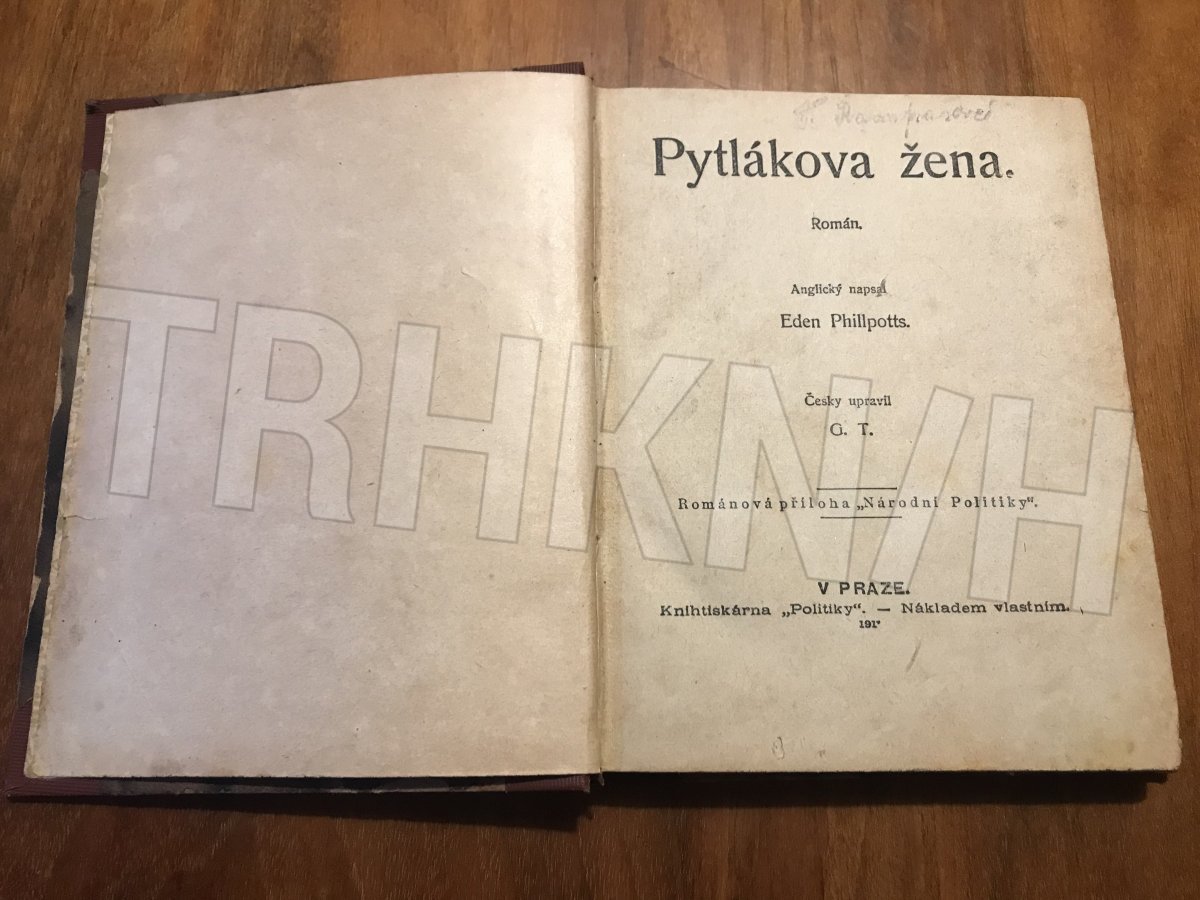 Pytlákova žena.
Román.
Anglický napsal
Eden Phillpotts.
Česky upravil
G. T.
Románová příloha „Národní Politiky“.
V PRAZE.
Knihtiskárna „Politiky“. — Nákladem vlastním.
TRHKNIH